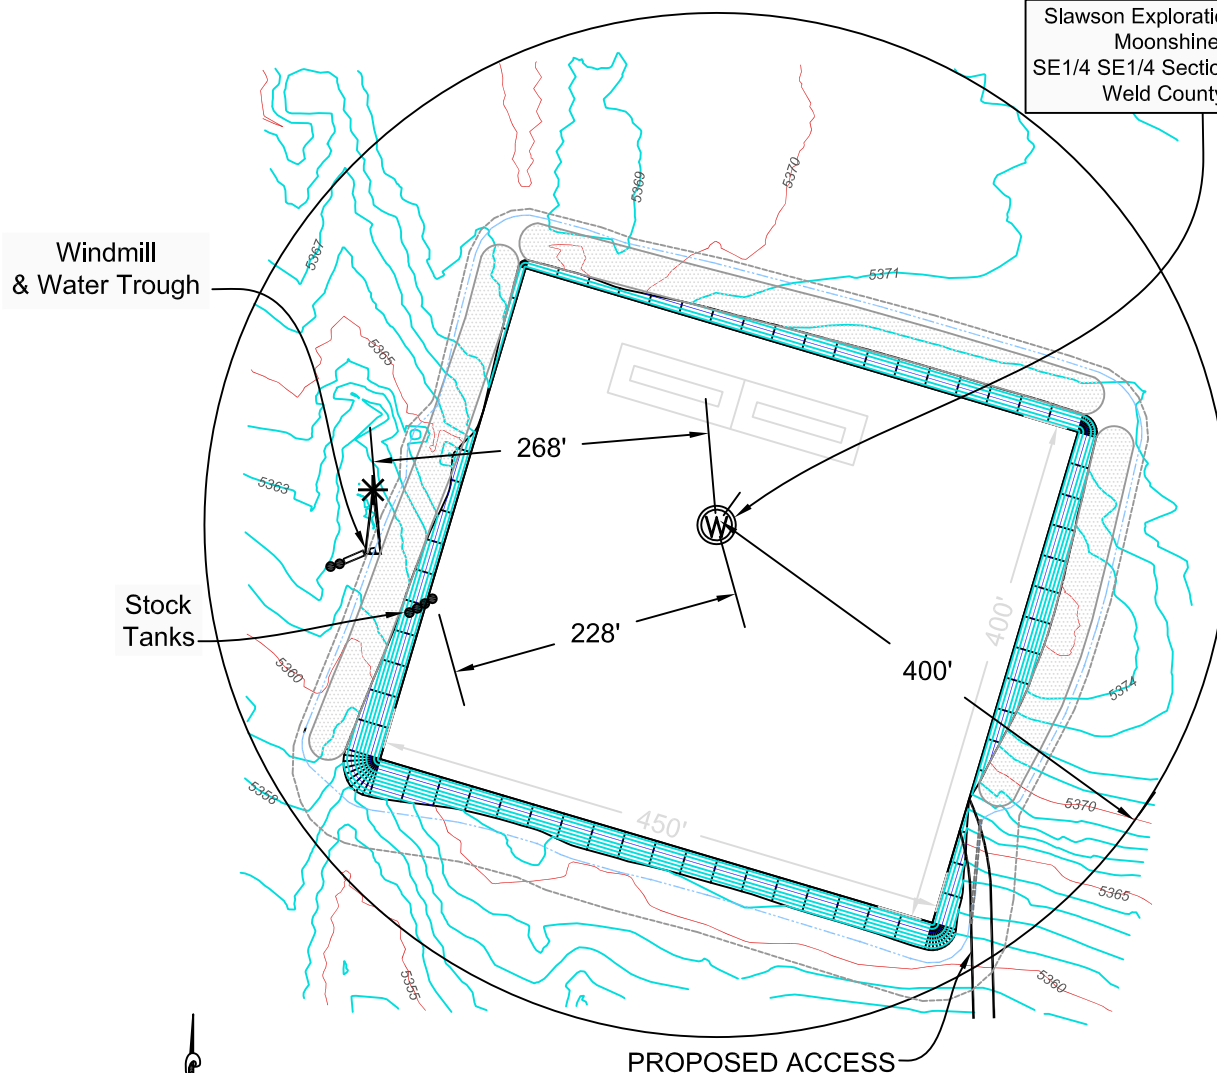 Slawson Exploratio
Moonshine
SE1/4 SE1/4 Sectio
Weld County
5370
5369
5367
Windmill
& Water Trough
5371
5365
268'
5363
W
Stock
Tanks
228'
400'
400'
5360
5374
5358
5370
450'
5365
5355
5360
PROPOSED ACCESS